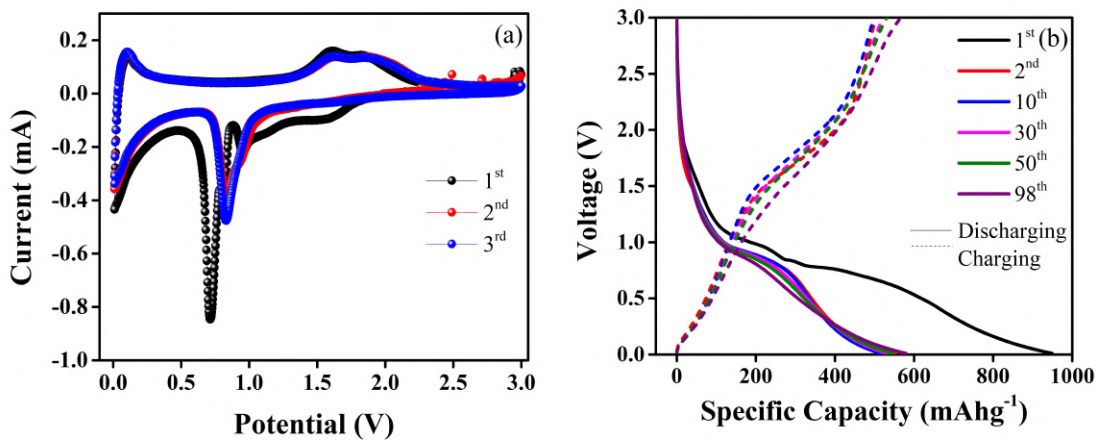 (a)
0.2
0.0
-0.2
-0.4
-0.6
-0.8
-1.0
Current (mA)
1st
2nd
3rd
0.0 0.5 1.0 1.5 2.0 2.5 3.0
Potential (V)
(b)
3.0
2.5
2.0
1.5
1.0
0.5
0.0
Voltage (V)
1st
2nd
10th
30th
50th
98th
Discharging
Charging
0 200 400 600 800 1000
Specific Capacity (mAhg-1)